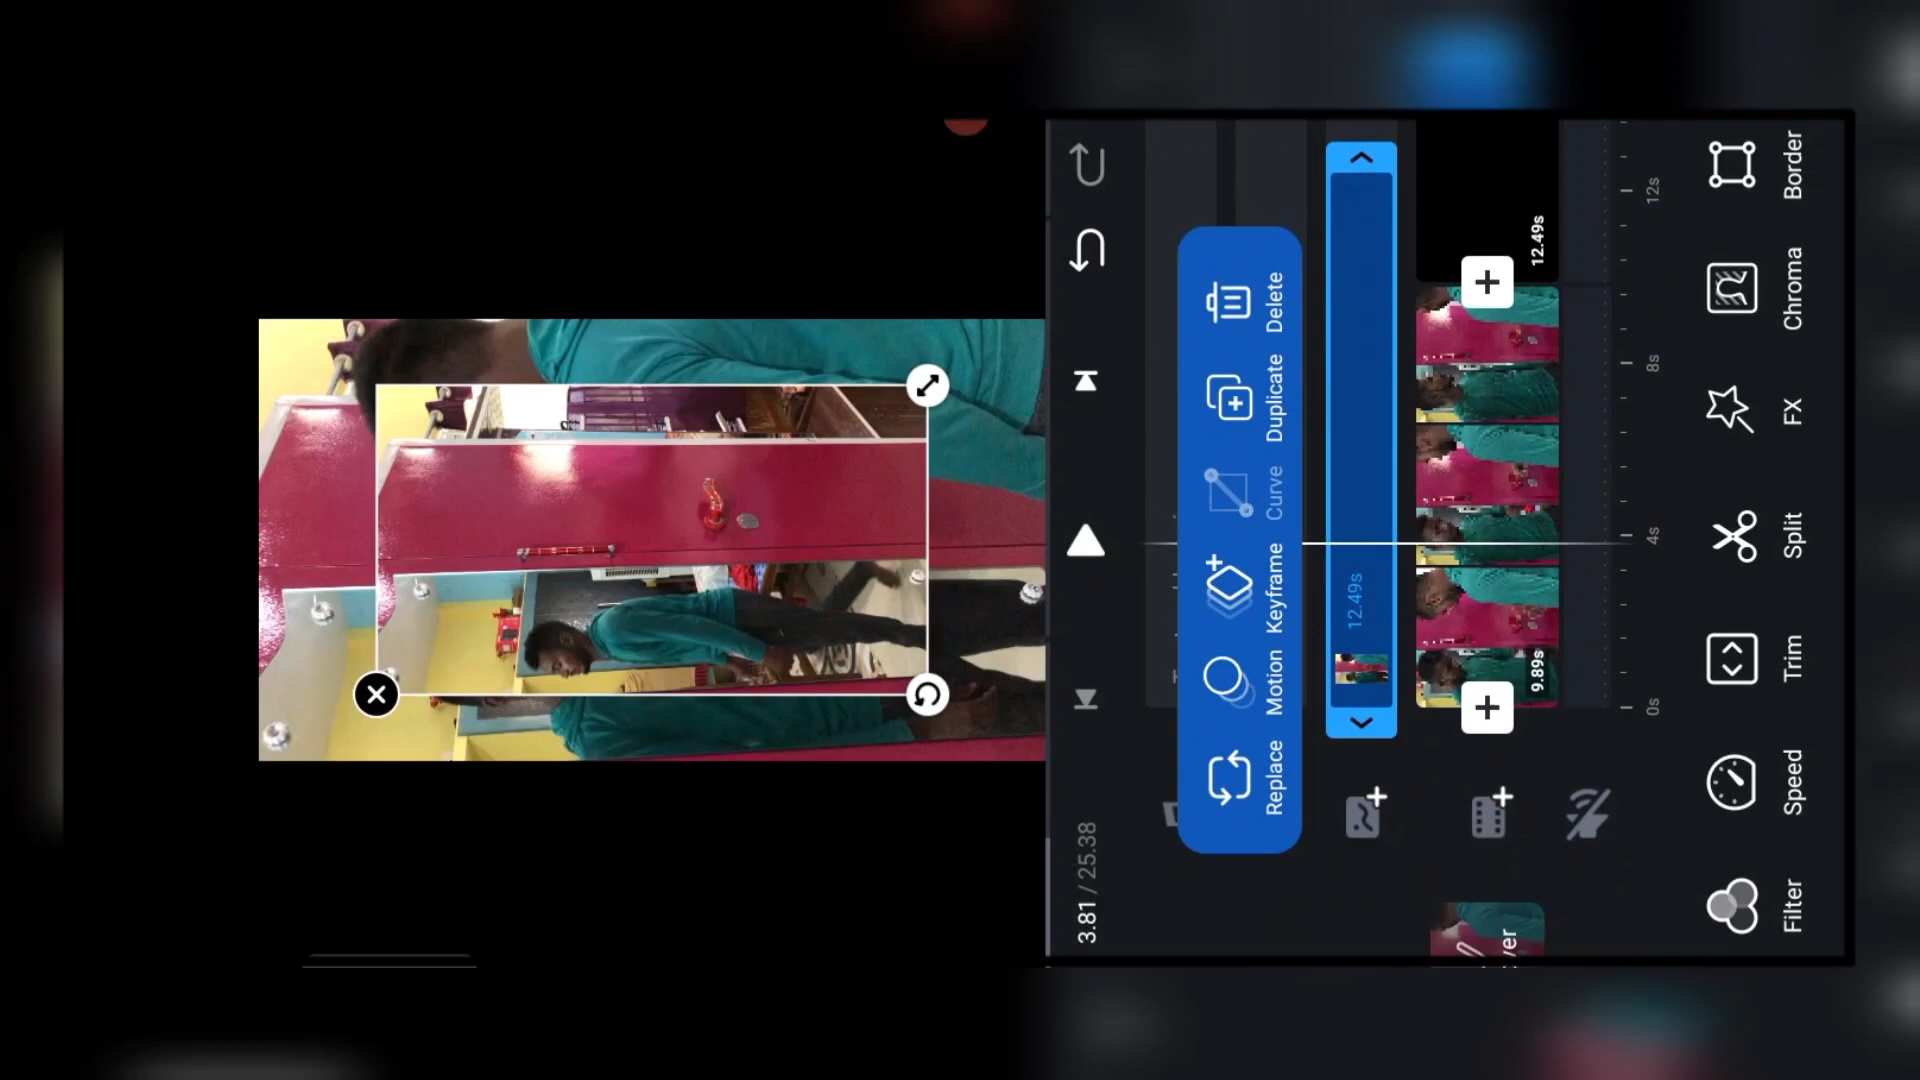 3.81 / 25.38
Replace
Motion
Keyframe
Curve
Duplicate
Delete
12.49s
9.89s
12.49s
0s
4s
8s
12s
Filter
Speed
Trim
Split
FX
Chroma
Border